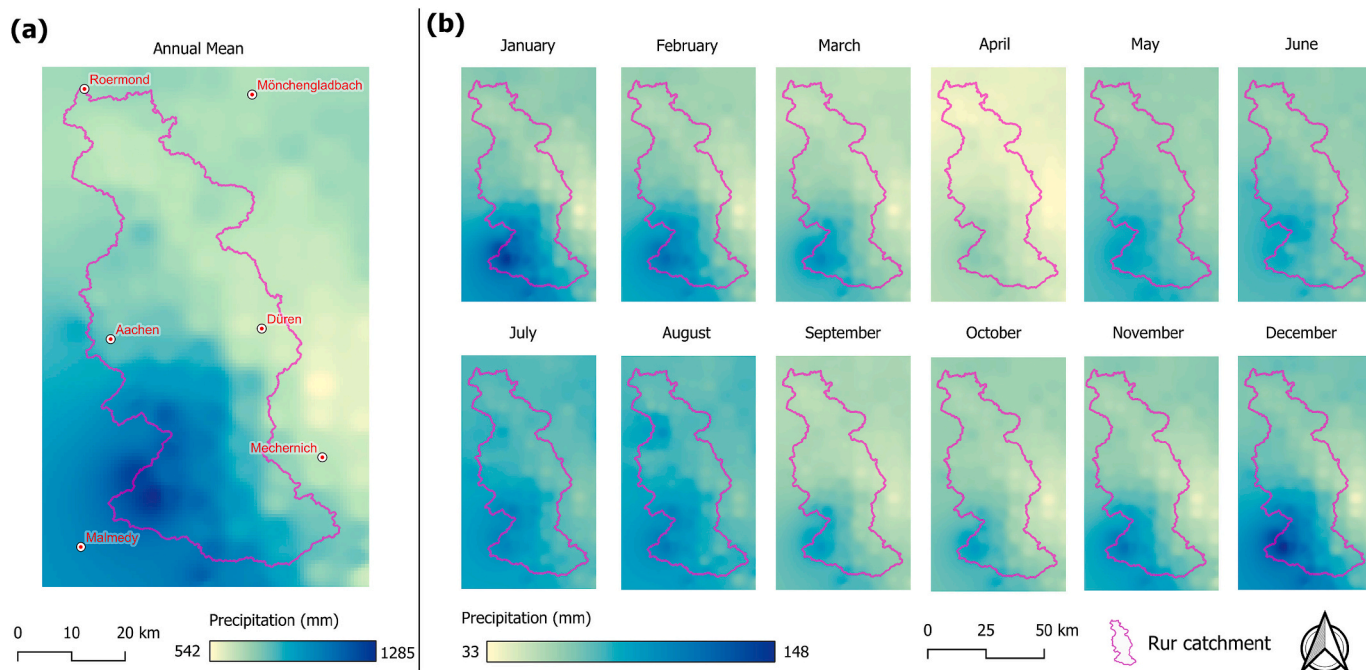 (a)
Annual Mean
Roermond
Mönchengladbach
Aachen
Düren
Mechernich
Malmedy
0 10 20 km
Precipitation (mm)
542 1285
(b)
January February March April May June
July August September October November December
Precipitation (mm)
33 148
0 25 50 km
Rur catchment